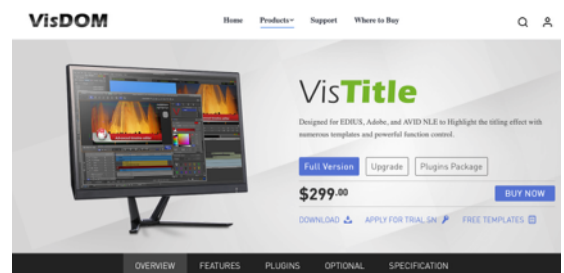 VisDOM
Home Products Support Where to Buy
VisTitle
Designed for EDIUS, Adobe, and AVID NLE to Highlight the titling effect with
numerous templates and powerful function control.
Full Version Upgrade Plugins Package
$299.00
BUY NOW
DOWNLOAD APPLY FOR TRIAL SN FREE TEMPLATES
OVERVIEW FEATURES PLUGINS OPTIONAL SPECIFICATION